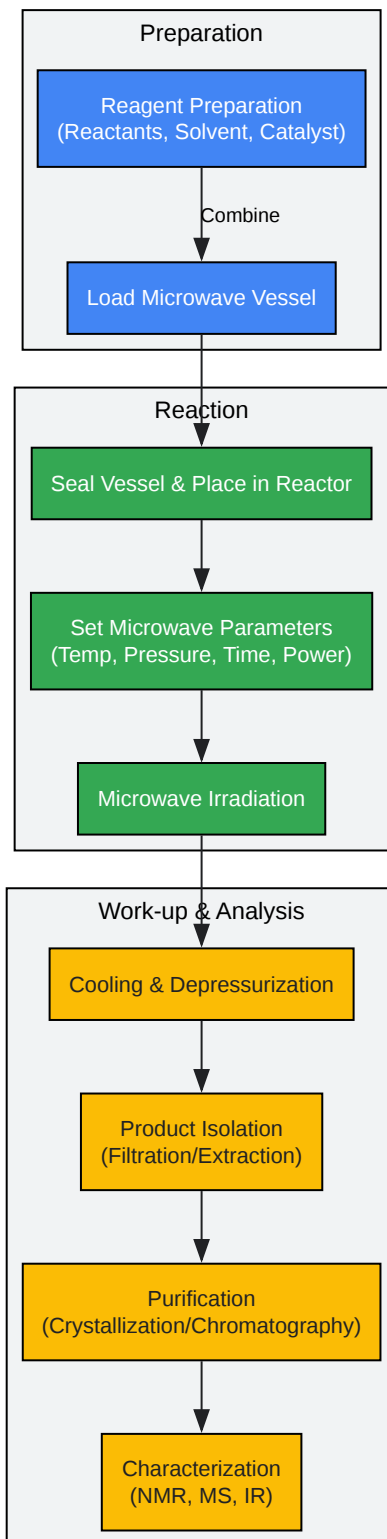 Preparation
Reagent Preparation
(Reactants, Solvent, Catalyst)
Combine
Load Microwave Vessel
Reaction
Seal Vessel & Place in Reactor
Set Microwave Parameters
(Temp, Pressure, Time, Power)
Microwave Irradiation
Work-up & Analysis
Cooling & Depressurization
Product Isolation
(Filtration/Extraction)
Purification
(Crystallization/Chromatography)
Characterization
(NMR, MS, IR)